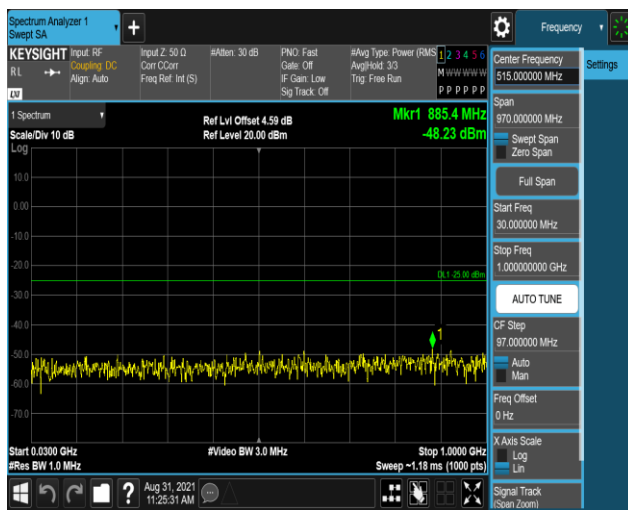 Spectrum Analyzer 1
Swept SA
Frequency
KEYSIGHT
RL
LXI
Input: RF
Coupling: DC
Align: Auto
Input Z: 50 Ω
Corr CCorr
Freq Ref: Int (S)
#Atten: 30 dB
PNO: Fast
Gate: Off
IF Gain: Low
Sig Track: Off
#Avg Type: Power (RMS
Avg|Hold: 3/3
Trig: Free Run
1 2 3 4 5 6
M W W W W W
P P P P P P
Center Frequency
515.000000 MHz
Settings
1 Spectrum
Scale/Div 10 dB
Log
Ref Lvl Offset 4.59 dB
Ref Level 20.00 dBm
Mkr1 885.4 MHz
-48.23 dBm
10.0
0.00
-10.0
-20.0
DL1 -25.00 dBm
-30.0
-40.0
1
-50.0
-60.0
-70.0
Start 0.0300 GHz
#Res BW 1.0 MHz
#Video BW 3.0 MHz
Stop 1.0000 GHz
Sweep ~1.18 ms (1000 pts)
Span
970.000000 MHz
Swept Span
Zero Span
Full Span
Start Freq
30.000000 MHz
Stop Freq
1.000000000 GHz
AUTO TUNE
CF Step
97.000000 MHz
Auto
Man
Freq Offset
0 Hz
X Axis Scale
Log
Lin
Signal Track
(Span Zoom)
?
Aug 31, 2021
11:25:31 AM